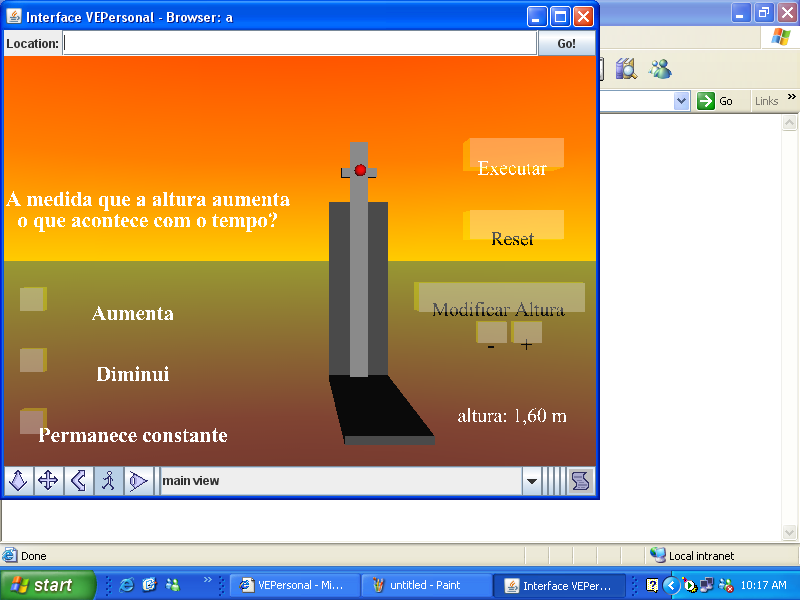 Interface VEPersonal - Browser: a
Location:
Go!
Go
Links
»
A medida que a altura aumenta
o que acontece com o tempo?
Executar
Reset
Aumenta
Modificar Altura
- +
Diminui
altura: 1,60 m
Permanece constante
main view
Done
Local intranet
start
»
VEPersonal - Mi...
untitled - Paint
Interface VEPer...
10:17 AM